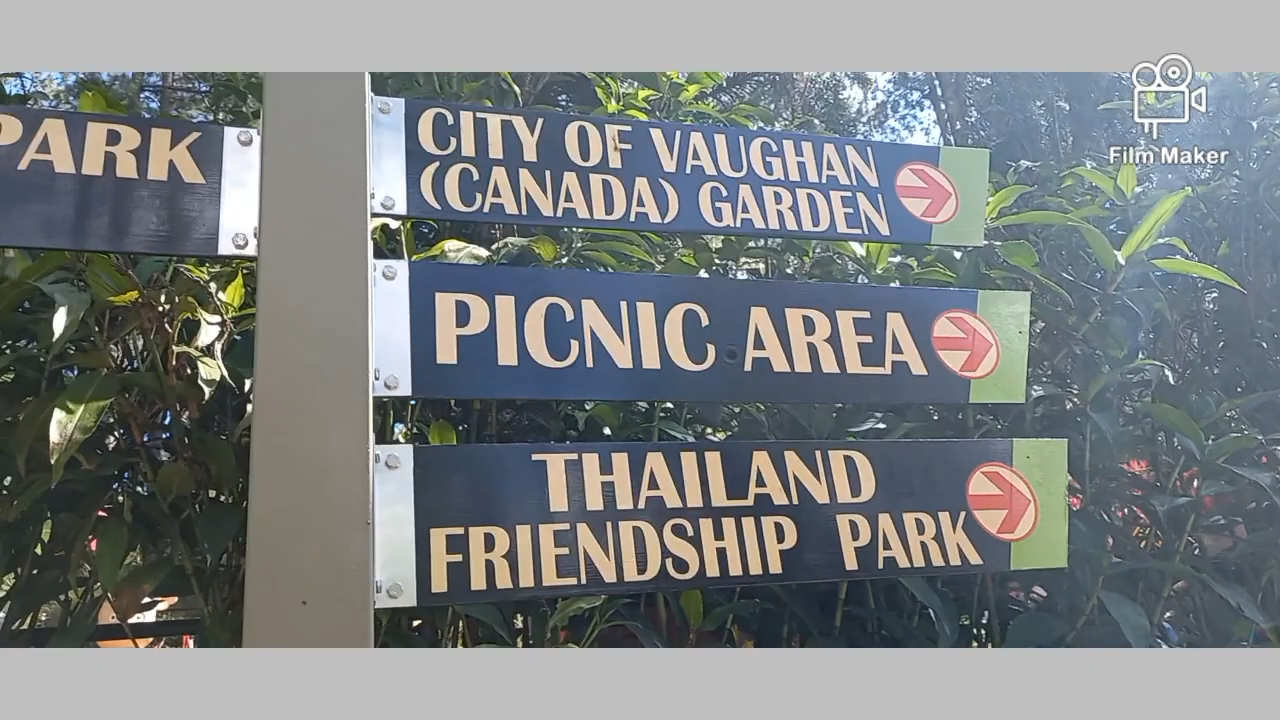 PARK
CITY OF VAUGHAN
(CANADA) GARDEN
PICNIC AREA
THAILAND
FRIENDSHIP PARK
Film Maker